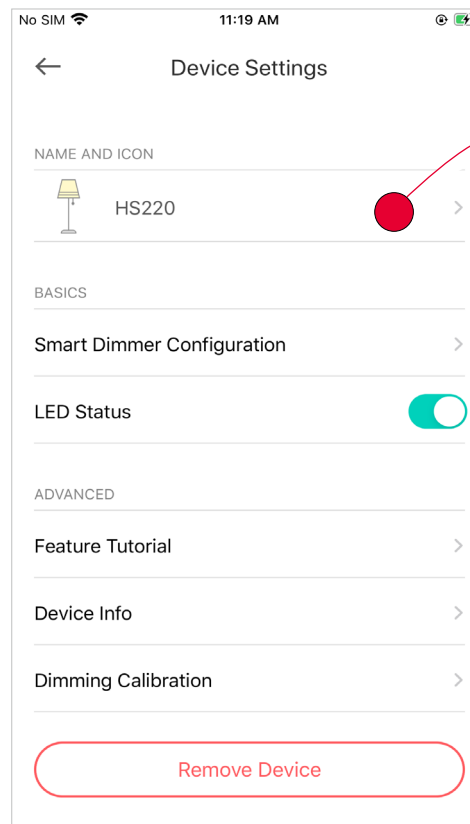 No SIM 11:19 AM
Device Settings
NAME AND ICON
HS220
BASICS
Smart Dimmer Configuration
LED Status
ADVANCED
Feature Tutorial
Device Info
Dimming Calibration
Remove Device